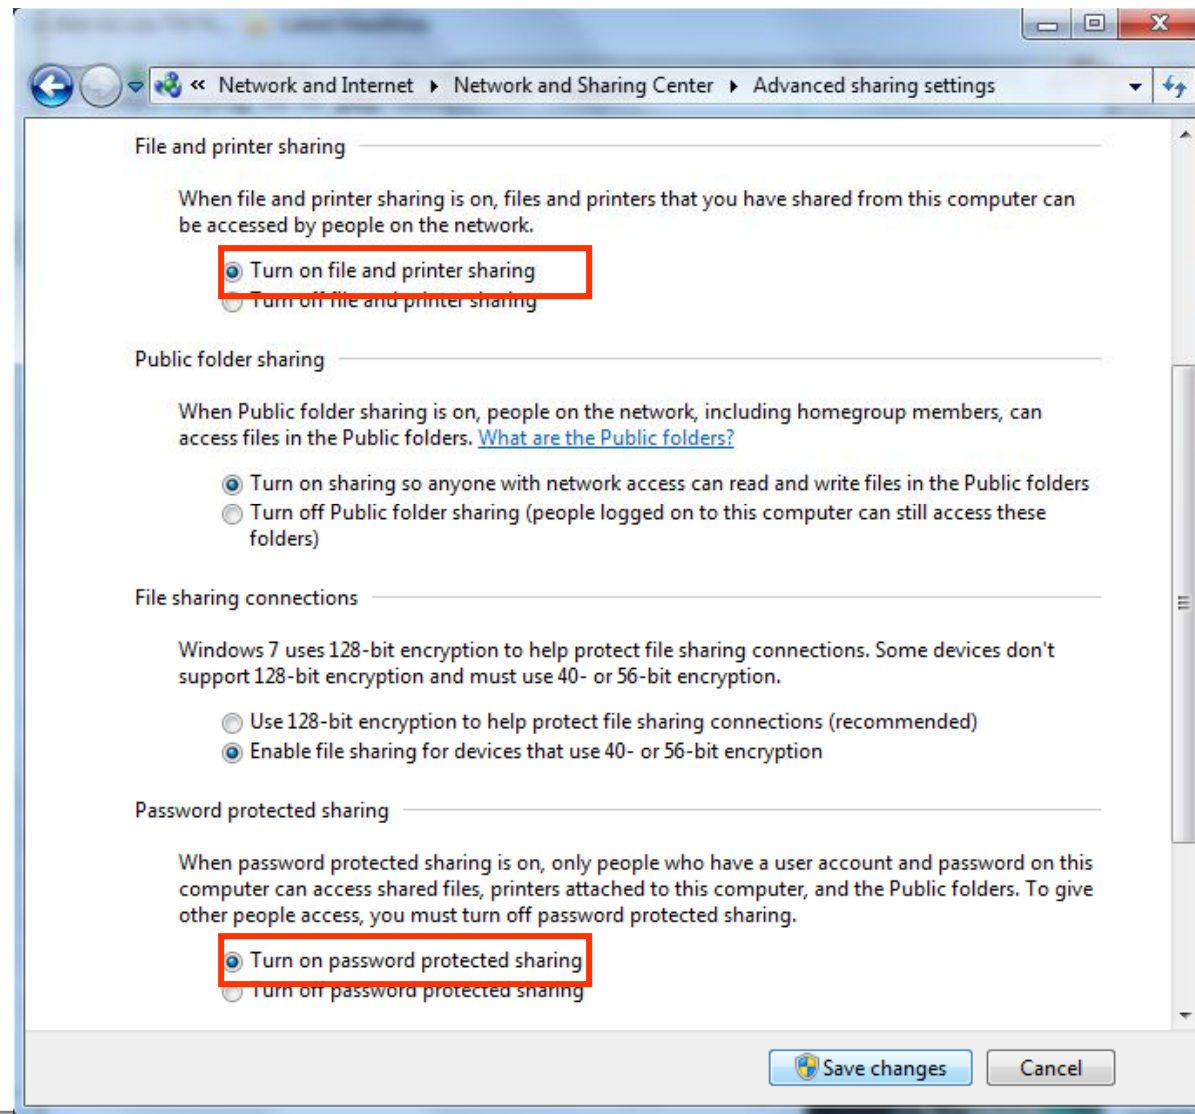 « Network and Internet ▸ Network and Sharing Center ▸ Advanced sharing settings
File and printer sharing
When file and printer sharing is on, files and printers that you have shared from this computer can
be accessed by people on the network.
Turn on file and printer sharing
Turn off file and printer sharing
Public folder sharing
When Public folder sharing is on, people on the network, including homegroup members, can
access files in the Public folders. What are the Public folders?
Turn on sharing so anyone with network access can read and write files in the Public folders
Turn off Public folder sharing (people logged on to this computer can still access these
folders)
File sharing connections
Windows 7 uses 128-bit encryption to help protect file sharing connections. Some devices don't
support 128-bit encryption and must use 40- or 56-bit encryption.
Use 128-bit encryption to help protect file sharing connections (recommended)
Enable file sharing for devices that use 40- or 56-bit encryption
Password protected sharing
When password protected sharing is on, only people who have a user account and password on this
computer can access shared files, printers attached to this computer, and the Public folders. To give
other people access, you must turn off password protected sharing.
Turn on password protected sharing
Turn off password protected sharing
Save changes Cancel